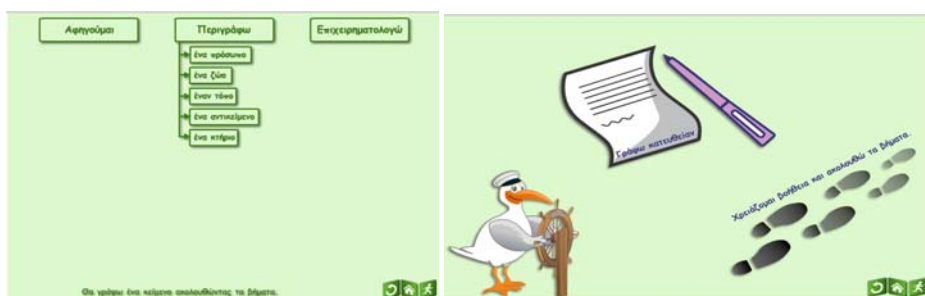 Αφηγούμαι
Περιγράφω
Επιχειρηματολογώ
ένα πρόσωπο
ένα ζώο
έναν τόπο
ένα αντικείμενο
ένα κτήριο
Θα γράψω ένα κείμενο ακολουθώντας τα βήματα.
Γράφω κατευθείαν
Χρειάζομαι βοήθεια και ακολουθώ τα βήματα.